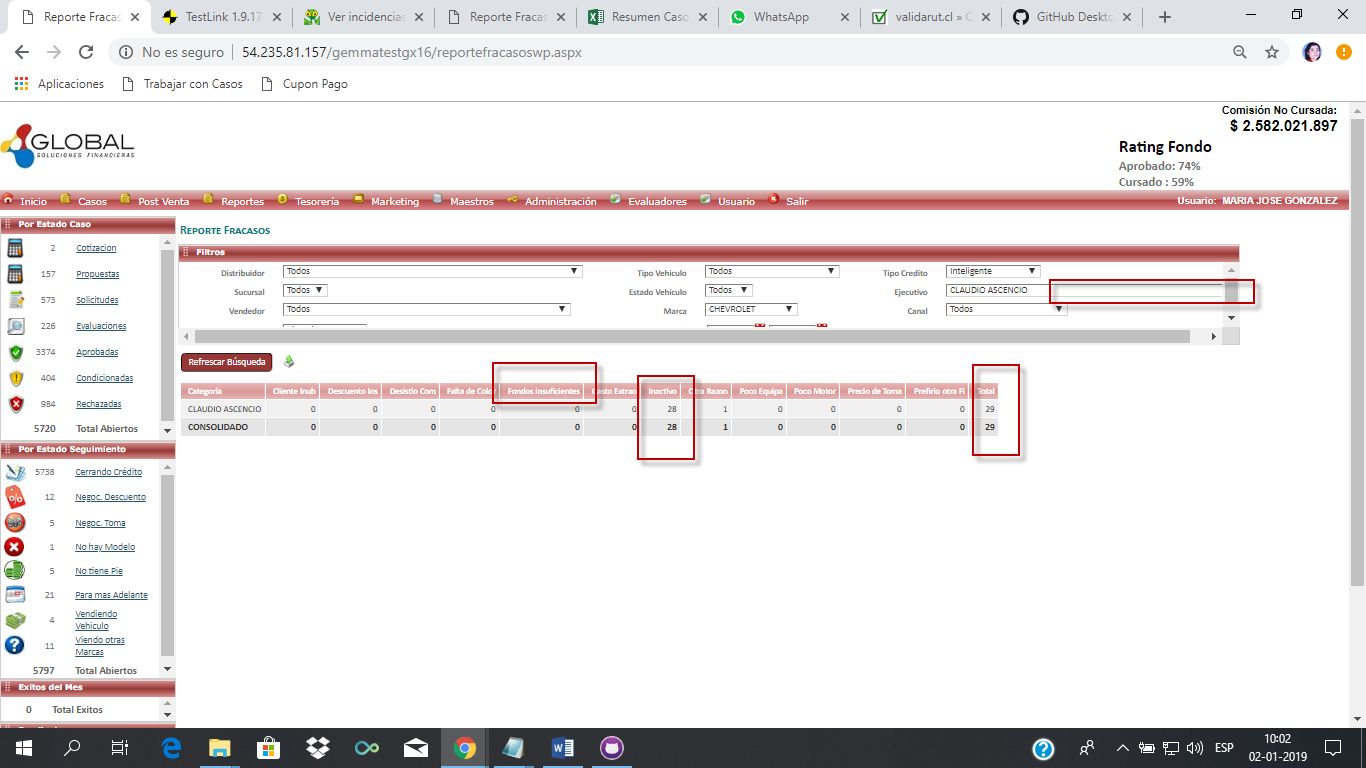 Reporte Fracas
TestLink 1.9.17
Ver incidencias
Reporte Fracas
Resumen Caso
WhatsApp
validarut.cl » C
GitHub Deskto
No es seguro
54.235.81.157/gemmatestgx16/reportefracasoswp.aspx
Aplicaciones
Trabajar con Casos
Cupon Pago
Comisión No Cursada:
$ 2.582.021.897
GLOBAL
SOLUCIONES FINANCIERAS
Rating Fondo
Aprobado: 74%
Cursado : 59%
Inicio Casos Post Venta Reportes Tesorería Marketing Maestros Administración Evaluadores Usuario Salir
Usuario: MARIA JOSE GONZALEZ
Por Estado Caso
2 Cotizacion
157 Propuestas
573 Solicitudes
226 Evaluaciones
3374 Aprobadas
404 Condicionadas
984 Rechazadas
5720 Total Abiertos
Por Estado Seguimiento
5738 Cerrando Crédito
12 Negoc. Descuento
5 Negoc. Toma
1 No hay Modelo
5 No tiene Pie
21 Para mas Adelante
4 Vendiendo
Vehiculo
11 Viendo otras
Marcas
5797 Total Abiertos
Exitos del Mes
0 Total Exitos
Reporte Fracasos
Filtros
Distribuidor Todos Tipo Vehiculo Todos Tipo Credito Inteligente
Sucursal Todos Estado Vehiculo Todos Ejecutivo CLAUDIO ASCENCIO
Vendedor Todos Marca CHEVROLET Canal Todos
Refrescar Búsqueda
Categoría Cliente Inub Descuento Ins Desistio Com Falta de Color Fondos insuficientes Costo Extrao Inactivo Otra Razon Poco Equipa Poco Motor Precio de Toma Prefirio otra Fi Total
CLAUDIO ASCENCIO 0 0 0 0 0 0 28 1 0 0 0 0 29
CONSOLIDADO 0 0 0 0 0 0 28 1 0 0 0 0 29
ESP
10:02
02-01-2019